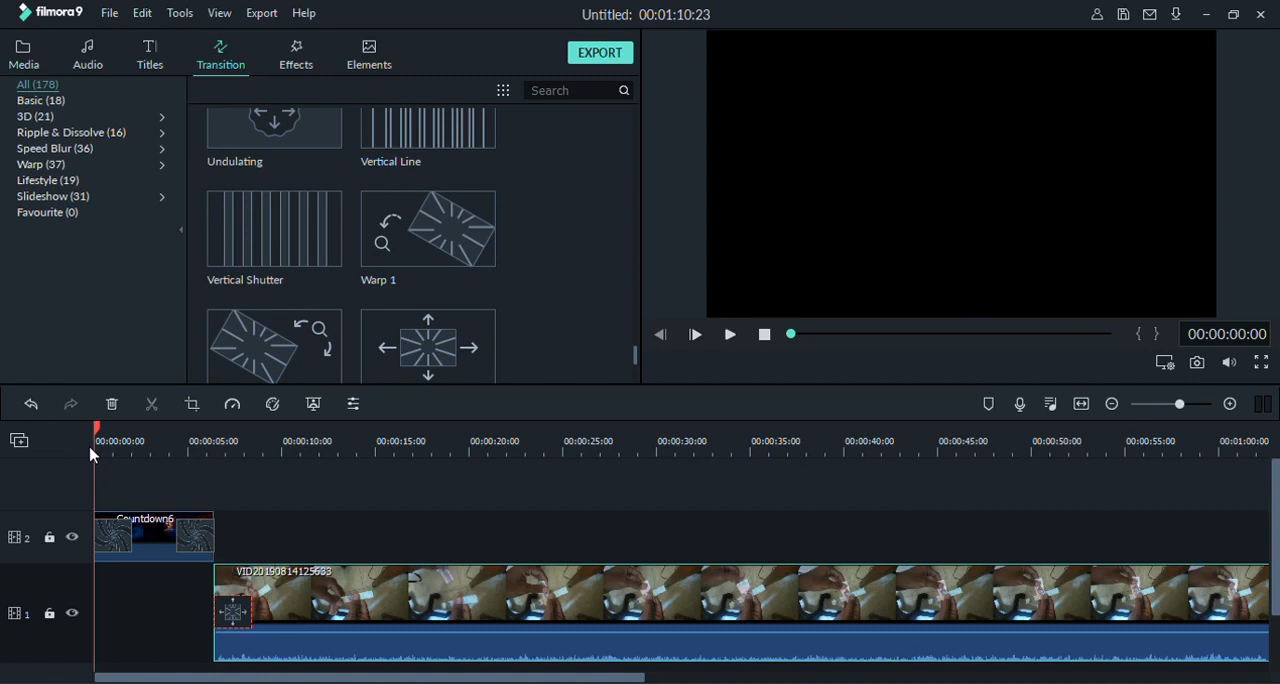 filmora9 File Edit Tools View Export Help Untitled: 00:01:10:23
Media Audio Titles Transition Effects Elements EXPORT
All (178)
Basic (18)
3D (21)
Ripple & Dissolve (16)
Speed Blur (36)
Warp (37)
Lifestyle (19)
Slideshow (31)
Favourite (0)
Search
Undulating Vertical Line
Vertical Shutter Warp 1
00:00:00:00
00:00:00:00 00:00:05:00 00:00:10:00 00:00:15:00 00:00:20:00 00:00:25:00 00:00:30:00 00:00:35:00 00:00:40:00 00:00:45:00 00:00:50:00 00:00:55:00 00:01:00:00
2 Countdown6
1 VID20190814125633